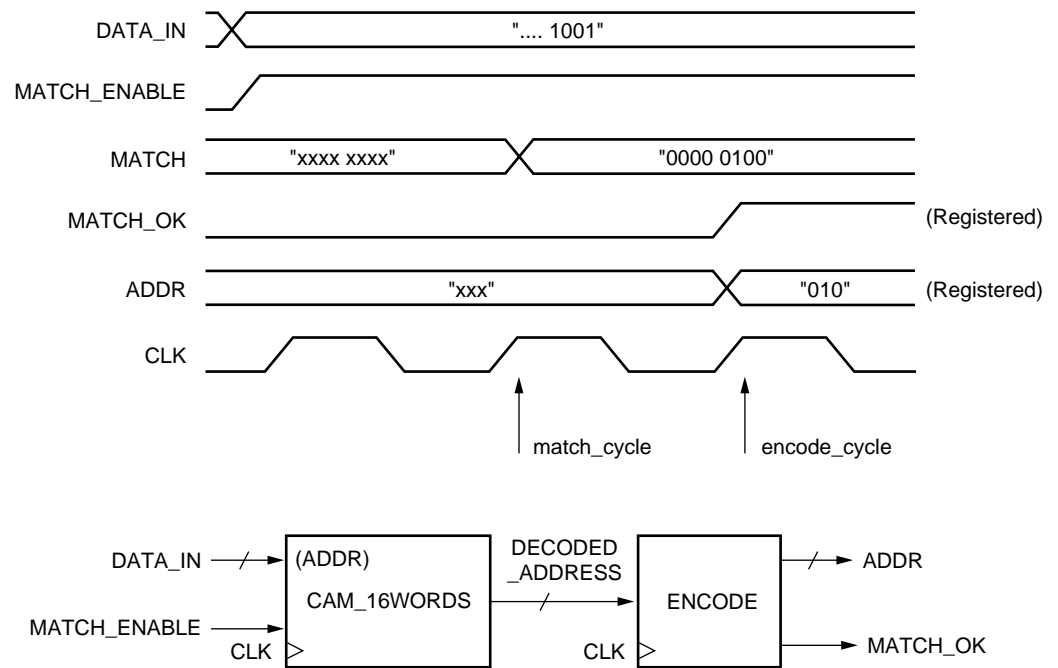 DATA_IN
".... 1001"
MATCH_ENABLE
MATCH
"xxxx xxxx"
"0000 0100"
MATCH_OK
(Registered)
ADDR
"xxx"
"010"
(Registered)
CLK
match_cycle
encode_cycle
DATA_IN
(ADDR)
CAM_16WORDS
MATCH_ENABLE
CLK
DECODED
_ADDRESS
ENCODE
CLK
ADDR
MATCH_OK